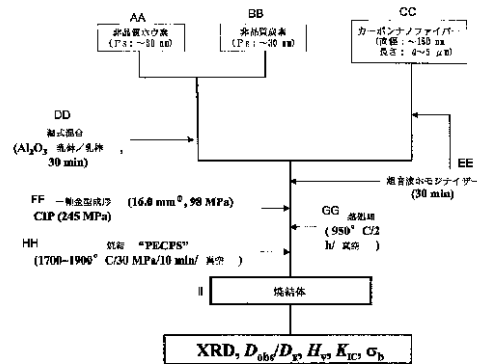 AA
非晶質ホウ素
(Ps: ~30 nm)
BB
非晶質炭素
(Ps: ~30 nm)
CC
カーボンナノファイバー
(直径: ~150 nm
長さ: 4~5 μm)
DD
湿式混合
(Al₂O₃ 乳鉢/乳棒 ,
30 min)
EE
超音波ホモジナイザー
(30 min)
FF 一軸金型成形 (16.0 mmΦ, 98 MPa)
CIP (245 MPa)
GG
熱処理
(950° C/2
h/ 真空)
HH
焼結 "PECPS"
(1700~1900° C/30 MPa/10 min/ 真空 )
II
焼結体
XRD, Dobs/Dx, Hv, KIC, σb